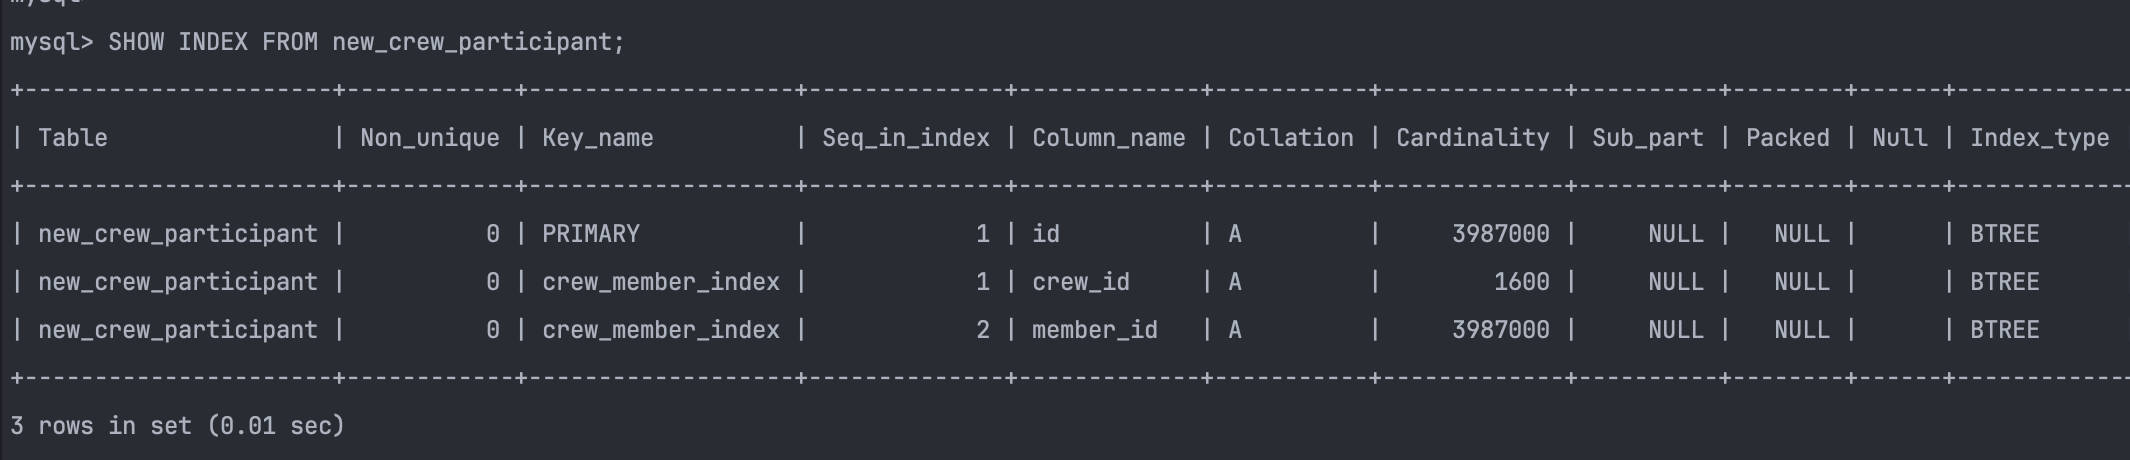 mysql>
mysql> SHOW INDEX FROM new_crew_participant;
+----------------------+------------+-------------------+--------------+-------------+-----------+-------------+----------+--------+------+------------
| Table                | Non_unique | Key_name          | Seq_in_index | Column_name | Collation | Cardinality | Sub_part | Packed | Null | Index_type
+----------------------+------------+-------------------+--------------+-------------+-----------+-------------+----------+--------+------+------------
| new_crew_participant |          0 | PRIMARY           |            1 | id          | A         |     3987000 |     NULL |   NULL |      | BTREE
| new_crew_participant |          0 | crew_member_index |            1 | crew_id     | A         |        1600 |     NULL |   NULL |      | BTREE
| new_crew_participant |          0 | crew_member_index |            2 | member_id   | A         |     3987000 |     NULL |   NULL |      | BTREE
+----------------------+------------+-------------------+--------------+-------------+-----------+-------------+----------+--------+------+------------
3 rows in set (0.01 sec)